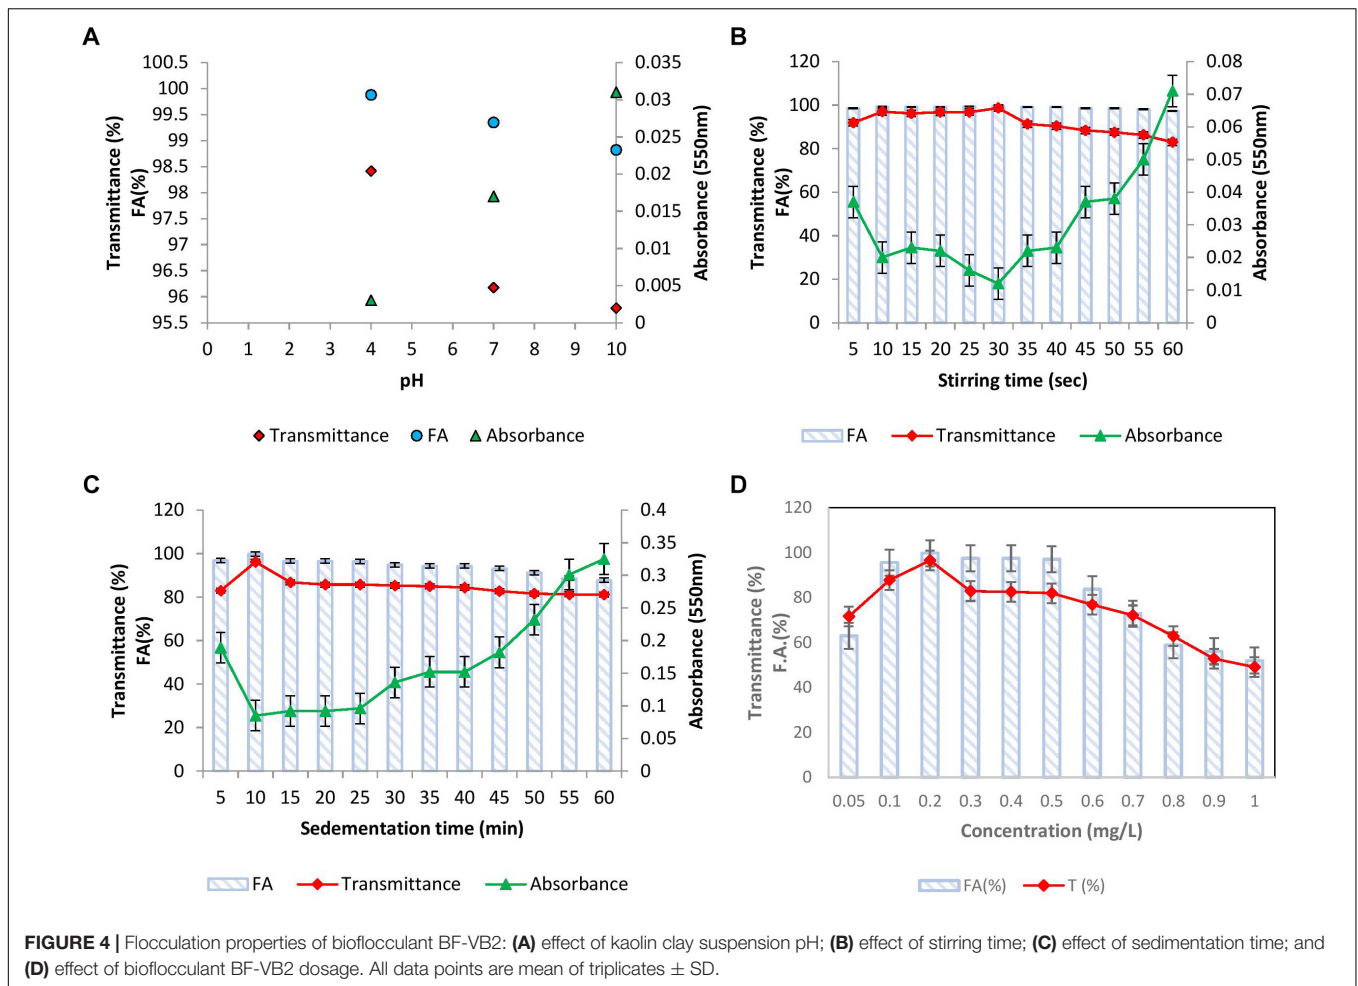 A
100.5
100
99.5
99
98.5
98
97.5
97
96.5
96
95.5
Transmittance (%)
FA(%)
0.035
0.03
0.025
0.02
0.015
0.01
0.005
0
Absorbance (550nm)
0 1 2 3 4 5 6 7 8 9 10
pH
Transmittance FA Absorbance
B
120
100
80
60
40
20
0
Transmittance (%)
FA(%)
0.08
0.07
0.06
0.05
0.04
0.03
0.02
0.01
0
Absorbance (550nm)
5 10 15 20 25 30 35 40 45 50 55 60
Stirring time (sec)
FA Transmittance Absorbance
C
120
100
80
60
40
20
0
Transmittance (%)
FA(%)
0.4
0.35
0.3
0.25
0.2
0.15
0.1
0.05
0
Absorbance (550nm)
5 10 15 20 25 30 35 40 45 50 55 60
Sedementation time (min)
FA Transmittance Absorbance
D
120
100
80
60
40
20
0
Transmittance (%)
F.A.(%)
0.05 0.1 0.2 0.3 0.4 0.5 0.6 0.7 0.8 0.9 1
Concentration (mg/L)
FA(%) T (%)
FIGURE 4 | Flocculation properties of bioflocculant BF-VB2: (A) effect of kaolin clay suspension pH; (B) effect of stirring time; (C) effect of sedimentation time; and
(D) effect of bioflocculant BF-VB2 dosage. All data points are mean of triplicates ± SD.